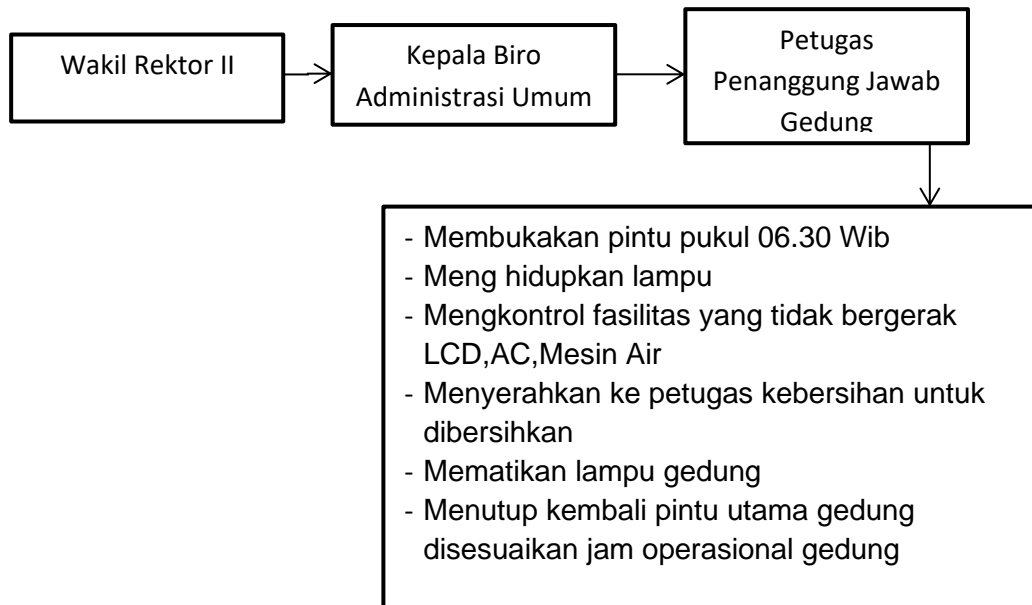 Wakil Rektor II
Kepala Biro
Administrasi Umum
Petugas
Penanggung Jawab
Gedung
- Membukakan pintu pukul 06.30 Wib
- Meng hidupkan lampu
- Mengkontrol fasilitas yang tidak bergerak
LCD,AC,Mesin Air
- Menyerahkan ke petugas kebersihan untuk
dibersihkan
- Mematikan lampu gedung
- Menutup kembali pintu utama gedung
disesuaikan jam operasional gedung